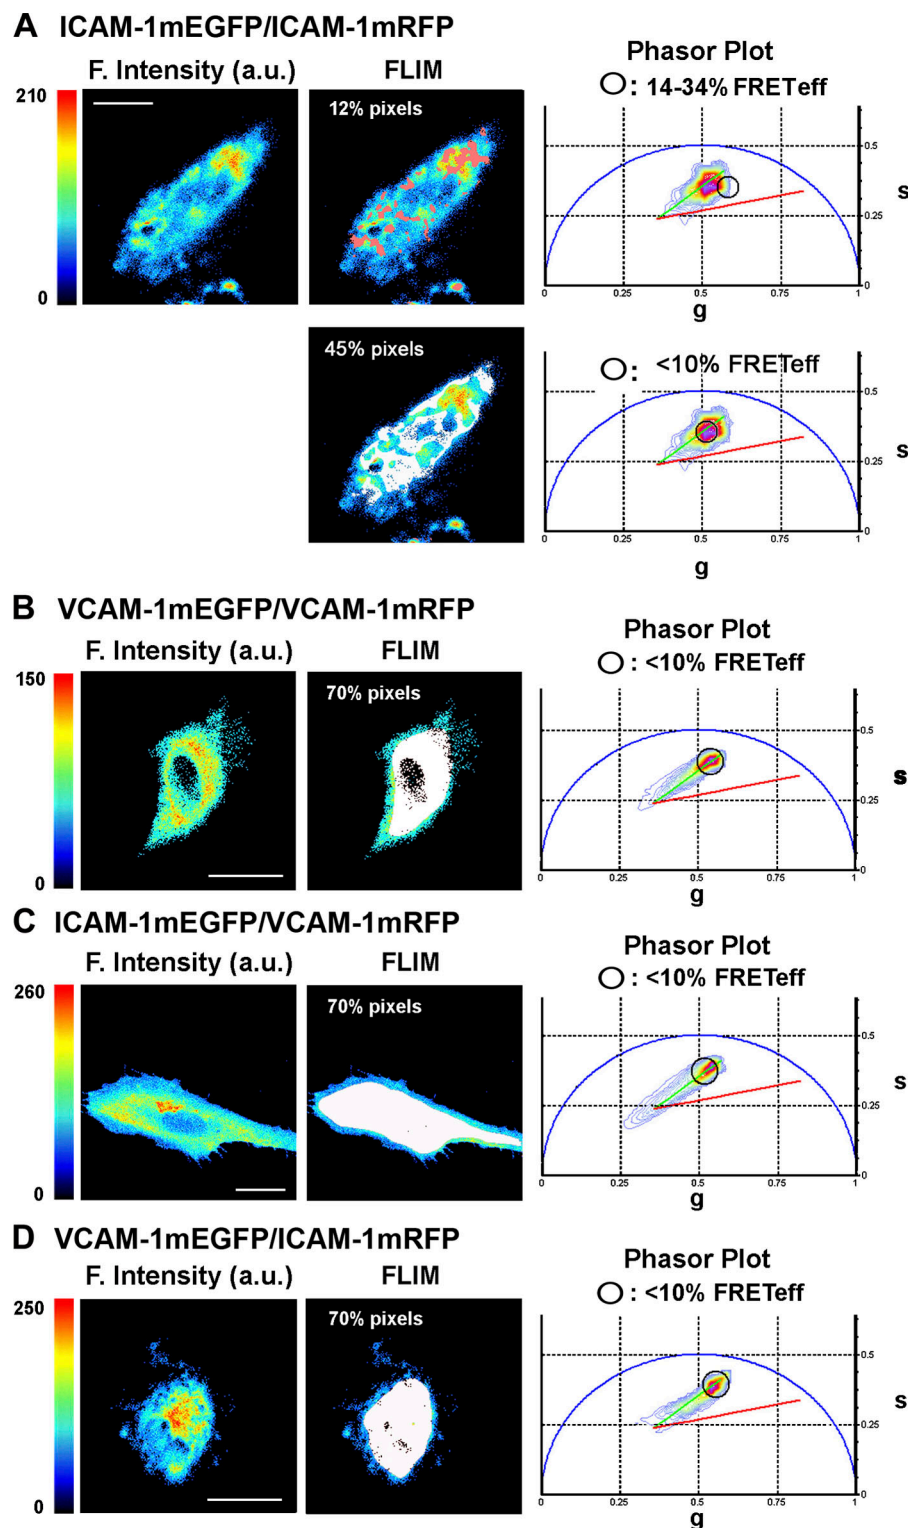 A ICAM-1mEGFP/ICAM-1mRFP
F. Intensity (a.u.) FLIM Phasor Plot
: 14-34% FRETeff
210
12% pixels
0.5
s
0.25
0
0
0 0.25 0.5 0.75 1
g
45% pixels
: <10% FRETeff
0.5
s
0.25
0
0 0.25 0.5 0.75 1
g
B VCAM-1mEGFP/VCAM-1mRFP
F. Intensity (a.u.) FLIM Phasor Plot
: <10% FRETeff
150
70% pixels
0.5
s
0.25
0
0
0 0.25 0.5 0.75 1
g
C ICAM-1mEGFP/VCAM-1mRFP
F. Intensity (a.u.) FLIM Phasor Plot
: <10% FRETeff
260
70% pixels
0.5
s
0.25
0
0
0 0.25 0.5 0.75 1
g
D VCAM-1mEGFP/ICAM-1mRFP
F. Intensity (a.u.) FLIM Phasor Plot
: <10% FRETeff
250
70% pixels
0.5
s
0.25
0
0
0 0.25 0.5 0.75 1
g